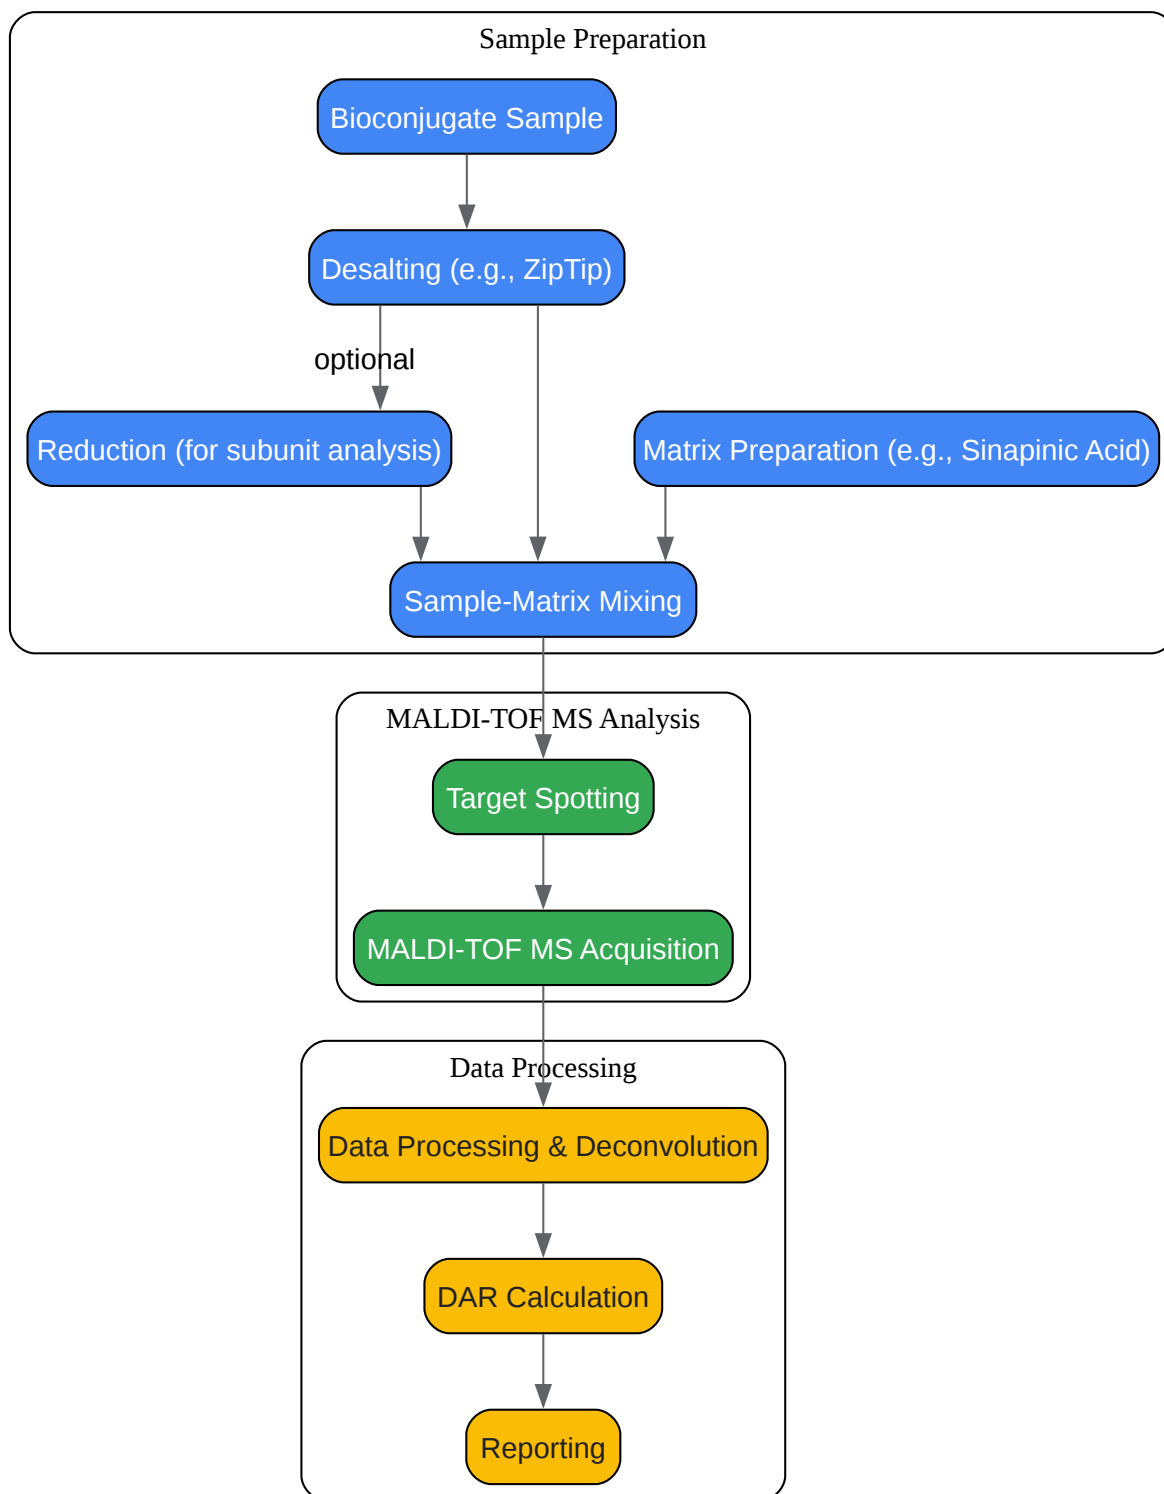 Sample Preparation
Bioconjugate Sample
Desalting (e.g., ZipTip)
optional
Reduction (for subunit analysis)
Matrix Preparation (e.g., Sinapinic Acid)
Sample-Matrix Mixing
MALDI-TOF MS Analysis
Target Spotting
MALDI-TOF MS Acquisition
Data Processing
Data Processing & Deconvolution
DAR Calculation
Reporting